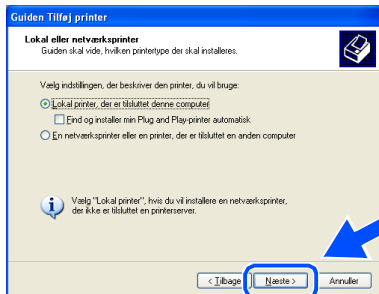 Guiden Tilføj printer
Lokal eller netværksprinter
Guiden skal vide, hvilken printertype der skal installeres.
Vælg indstillingen, der beskriver den printer, du vil bruge:
Lokal printer, der er tilsluttet denne computer
Find og installer min Plug and Play-printer automatisk
En netværksprinter eller en printer, der er tilsluttet en anden computer
Vælg "Lokal printer", hvis du vil installere en netværksprinter,
der ikke er tilsluttet en printerserver.
< Tilbage Næste > Annuller